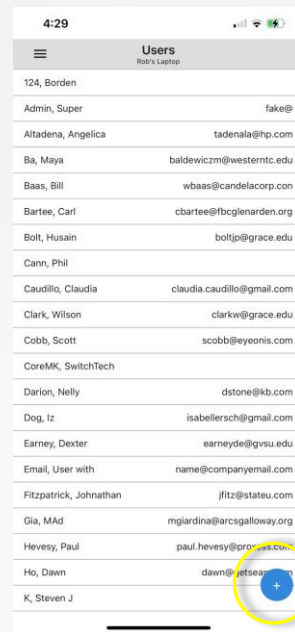 4:29
Users
Rob's Laptop
124, Borden
Admin, Super fake@
Altadena, Angelica tadenala@hp.com
Ba, Maya baldewiczm@westerntc.edu
Baas, Bill wbaas@candelacorp.con
Bartee, Carl cbartee@fbcglenarden.org
Bolt, Husain boltjp@grace.edu
Cann, Phil
Caudillo, Claudia claudia.caudillo@gmail.com
Clark, Wilson clarkw@grace.edu
Cobb, Scott scobb@eyeonis.com
CoreMK, SwitchTech
Darion, Nelly dstone@kb.com
Dog, Iz isabellersch@gmail.com
Earney, Dexter earneyde@gvsu.edu
Email, User with name@companyemail.com
Fitzpatrick, Johnathan jfitz@stateu.com
Gia, MAd mgiardina@arcsgalloway.org
Hevesy, Paul paul.hevesy@proxess.com
Ho, Dawn
K, Steven J
+